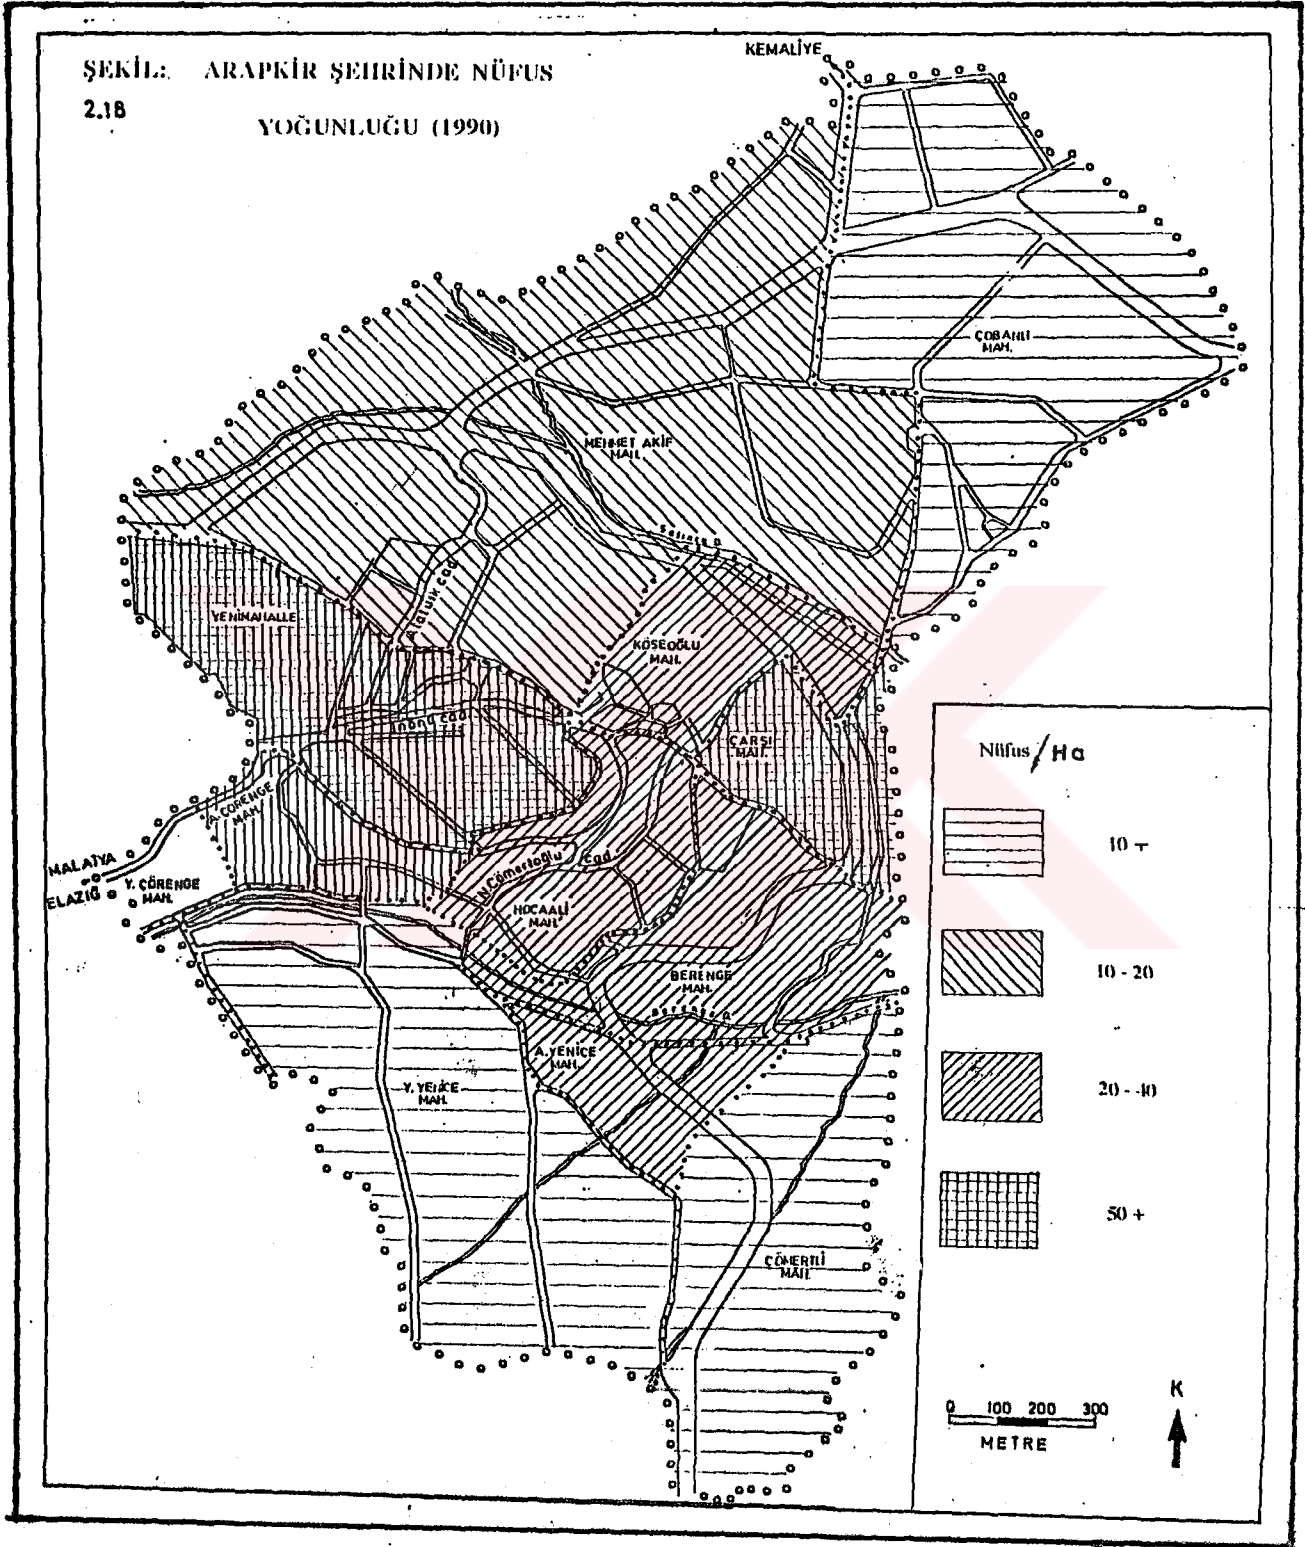 ŞEKİL: ARAPKİR ŞEHRİNDE NÜFUS
2.18
YOĞUNLUĞU (1990)
KEMALİYE
ÇOBANLI
MAH.
MEHMET AKİF
MAH.
YENİMAHALLE
KÖSEOĞLU
MAH.
İnönü cad
ÇARŞI
MAH.
A. ÇÖRENGE
MAH.
MALATYA
ELAZIĞ
Y. ÇÖRENGE
MAH.
N.Cömertoğlu cad
HOCAALİ
MAH
BERENGE
MAH.
Berenge D.
A.YENİCE
MAH.
Y. YENİCE
MAH.
ÇÖMERTLİ
MAH.
Nüfus/Ha
10 -
10 - 20
20 - 40
50 +
0 100 200 300
METRE
K